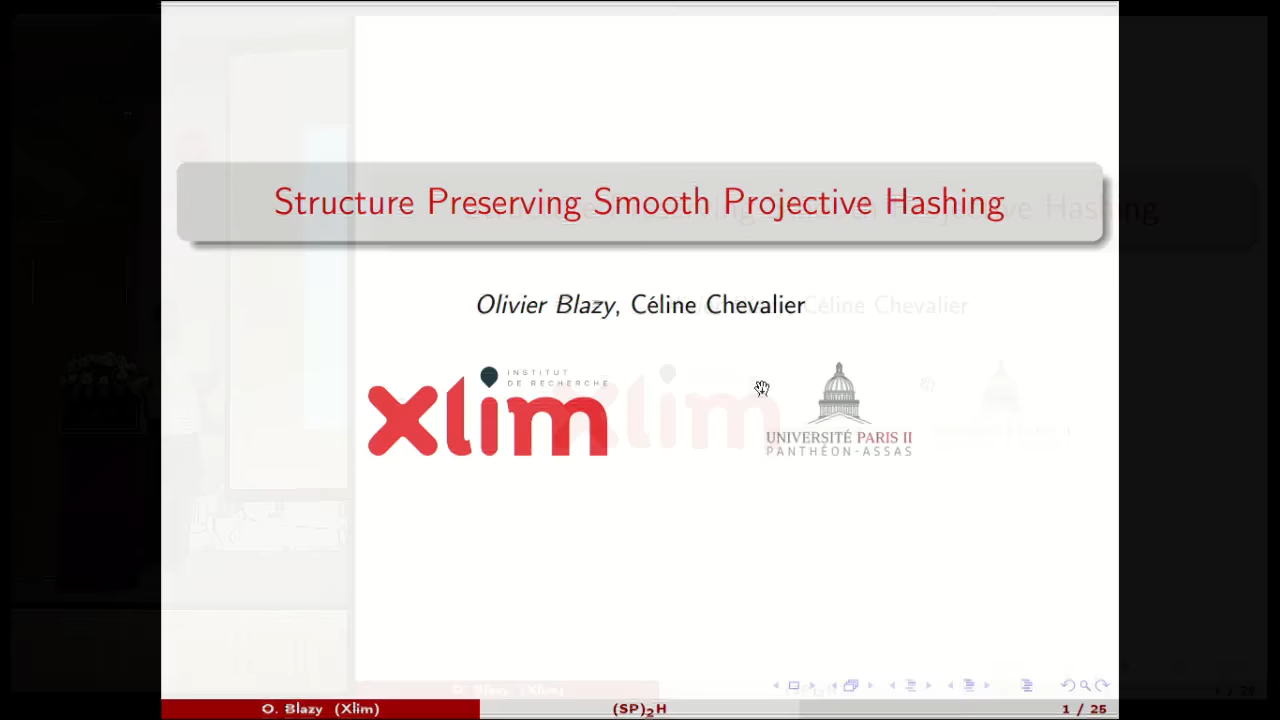 Structure Preserving Smooth Projective Hashing
Olivier Blazy, Céline Chevalier
INSTITUT
DE RECHERCHE
xlim
UNIVERSITÉ PARIS II
PANTHÉON-ASSAS
O. Blazy (Xlim)
(SP)₂H
1 / 25